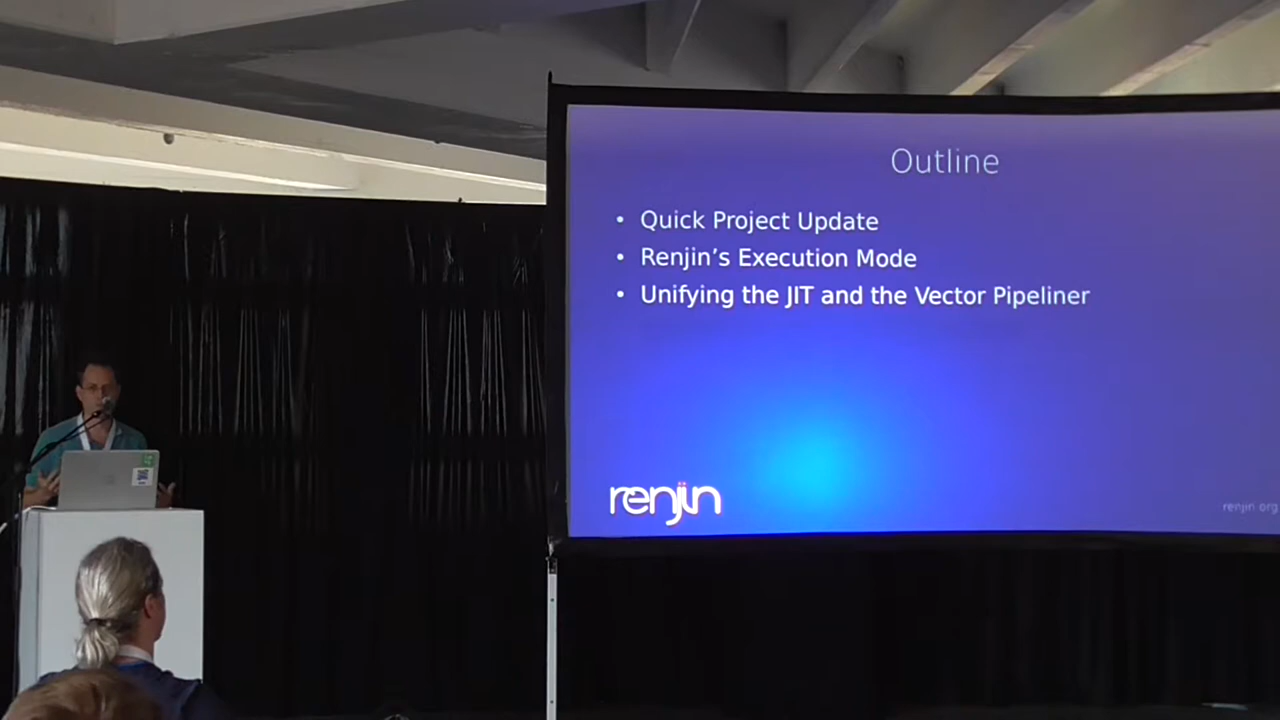 Outline
• Quick Project Update
• Renjin’s Execution Mode
• Unifying the JIT and the Vector Pipeliner
renjin
renjin org